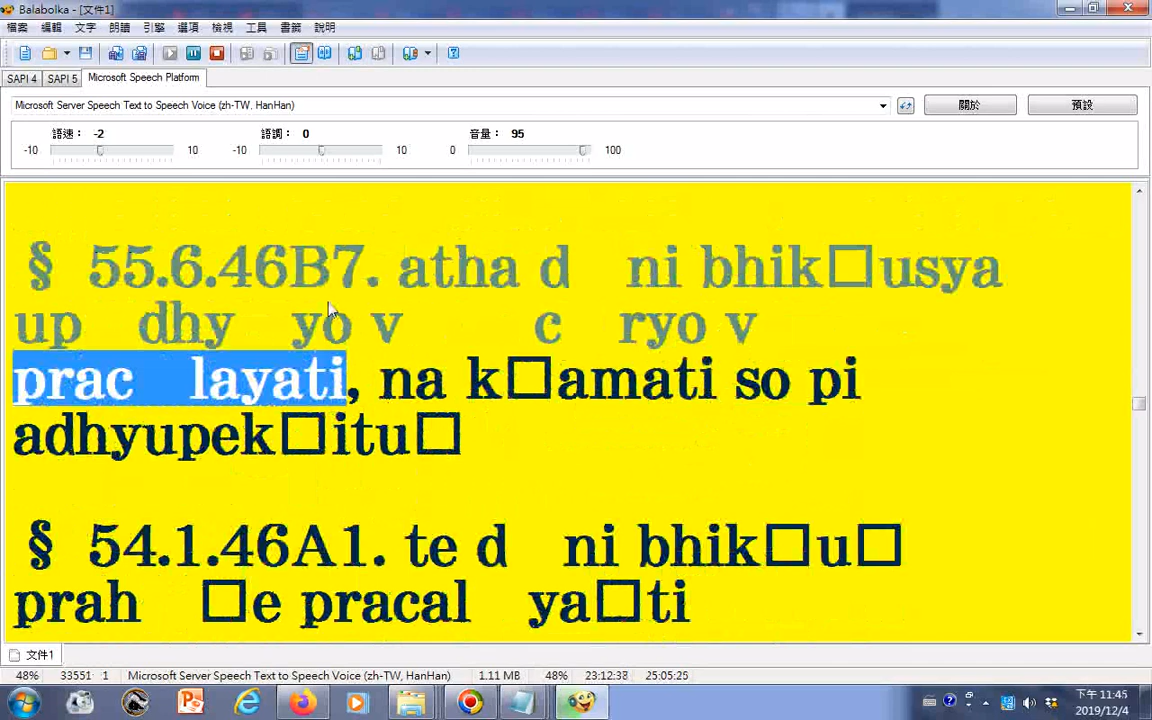 Balabolka - [文件1]
檔案 編輯 文字 朗讀 引擎 選項 檢視 工具 書籤 說明
SAPI 4 SAPI 5 Microsoft Speech Platform
Microsoft Server Speech Text to Speech Voice (zh-TW, HanHan) 關於 預設
語速： -2 語調： 0 音量： 95
-10 10 -10 10 0 100
§ 55.6.46B7. atha d ni bhik□usya
up dhy yo v c ryo v
prac layati, na k□amati so pi
adhyupek□itu□
§ 54.1.46A1. te d ni bhik□u□
prah □e pracal ya□ti
文件1
48% 33551: 1 Microsoft Server Speech Text to Speech Voice (zh-TW, HanHan) 1.11 MB 48% 23:12:38 25:05:25
下午 11:45
2019/12/4